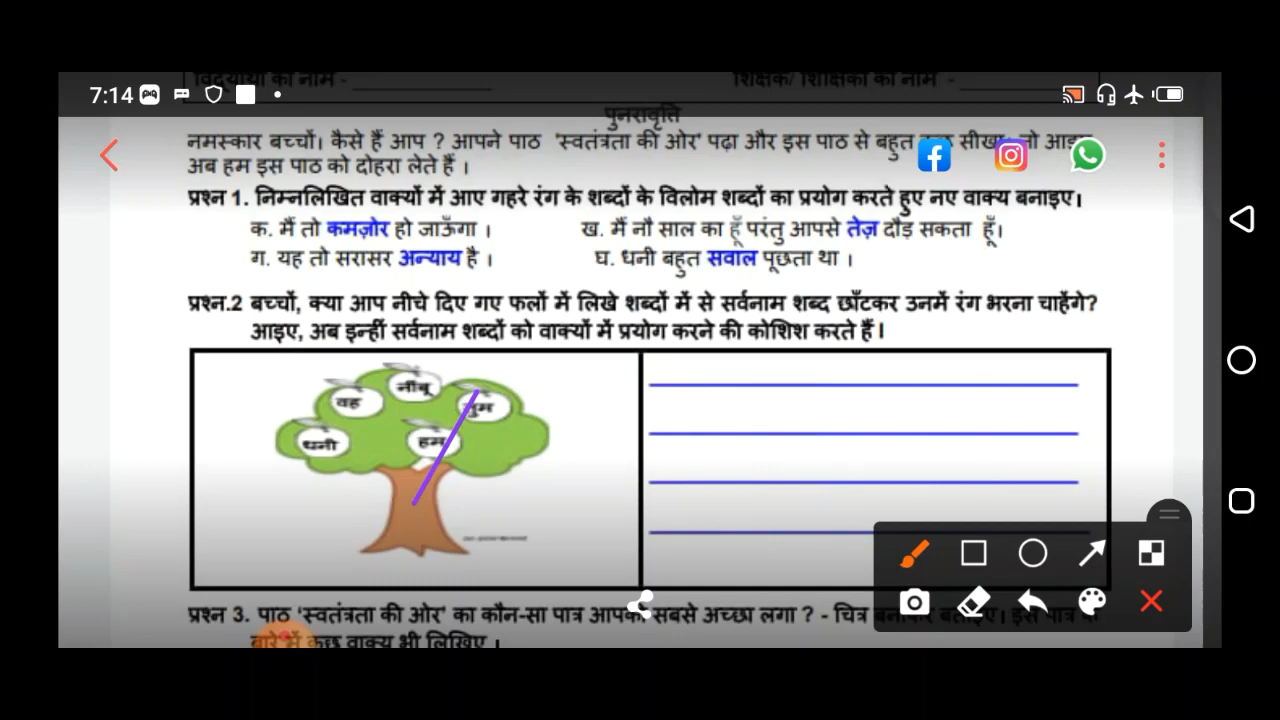 विद्यार्थी का नाम - शिक्षक/ शिक्षिका का नाम -
7:14
पुनरावृति
नमस्कार बच्चों। कैसे हैं आप ? आपने पाठ 'स्वतंत्रता की ओर' पढ़ा और इस पाठ से बहुत सीखा।
अब हम इस पाठ को दोहरा लेते हैं ।
प्रश्न 1. निम्नलिखित वाक्यों में आए गहरे रंग के शब्दों के विलोम शब्दों का प्रयोग करते हुए नए वाक्य बनाइए।
क. मैं तो कमज़ोर हो जाऊँगा । ख. मैं नौ साल का हूँ परंतु आपसे तेज़ दौड़ सकता हूँ।
ग. यह तो सरासर अन्याय है । घ. धनी बहुत सवाल पूछता था ।
प्रश्न.2 बच्चों, क्या आप नीचे दिए गए फलों में लिखे शब्दों में से सर्वनाम शब्द छाँटकर उनमें रंग भरना चाहेंगे?
आइए, अब इन्हीं सर्वनाम शब्दों को वाक्यों में प्रयोग करने की कोशिश करते हैं।
नींबू
वह
तुम
धनी
हम
प्रश्न 3. पाठ 'स्वतंत्रता की ओर' का कौन-सा पात्र आपको सबसे अच्छा लगा ? - चित्र
बारे में कुछ वाक्य भी लिखिए ।